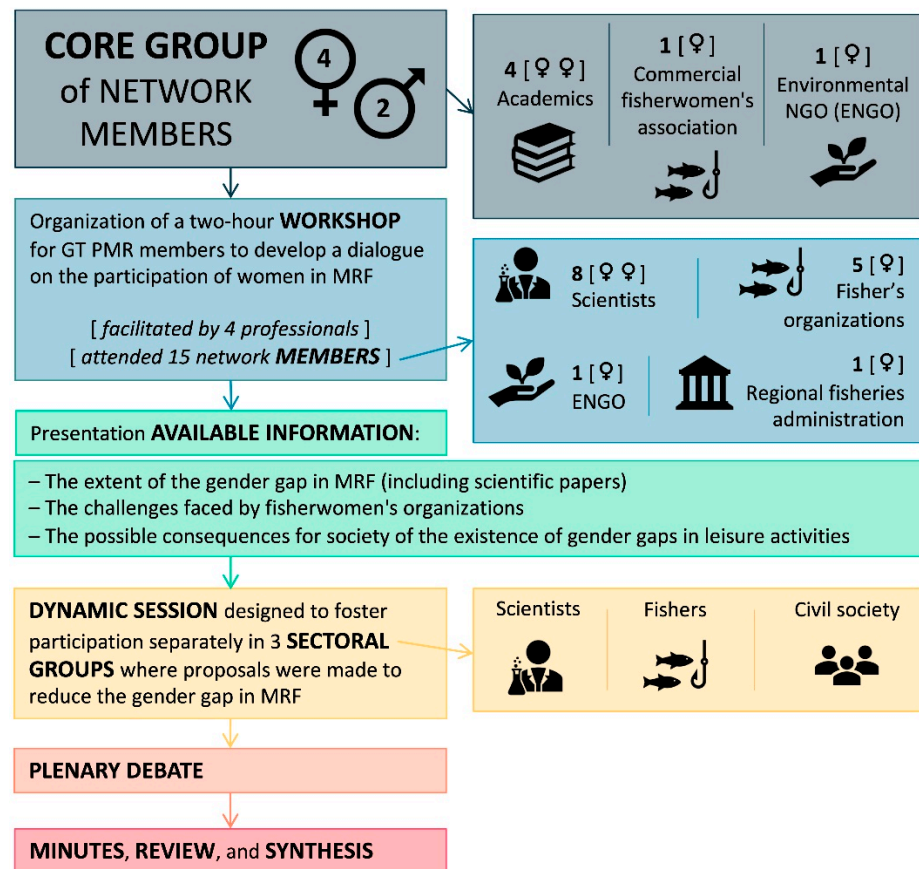 CORE GROUP
of NETWORK
MEMBERS
4
2
4 [♀ ♀]
Academics
1 [♀]
Commercial
fisherwomen's
association
1 [♀]
Environmental
NGO (ENGO)
Organization of a two-hour WORKSHOP
for GT PMR members to develop a dialogue
on the participation of women in MRF
[ facilitated by 4 professionals ]
[ attended 15 network MEMBERS ]
8 [♀ ♀]
Scientists
5 [♀]
Fisher's
organizations
1 [♀]
ENGO
1 [♀]
Regional fisheries
administration
Presentation AVAILABLE INFORMATION:
– The extent of the gender gap in MRF (including scientific papers)
– The challenges faced by fisherwomen's organizations
– The possible consequences for society of the existence of gender gaps in leisure activities
DYNAMIC SESSION designed to foster
participation separately in 3 SECTORAL
GROUPS where proposals were made to
reduce the gender gap in MRF
Scientists
Fishers
Civil society
PLENARY DEBATE
MINUTES, REVIEW, and SYNTHESIS